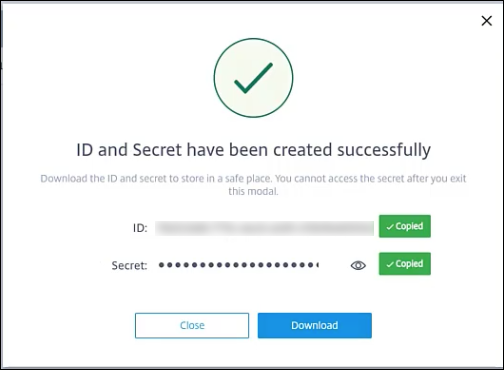 ID and Secret have been created successfully
Download the ID and secret to store in a safe place. You cannot access the secret after you exit
this modal.
ID: Copied
Secret: Copied
Close Download